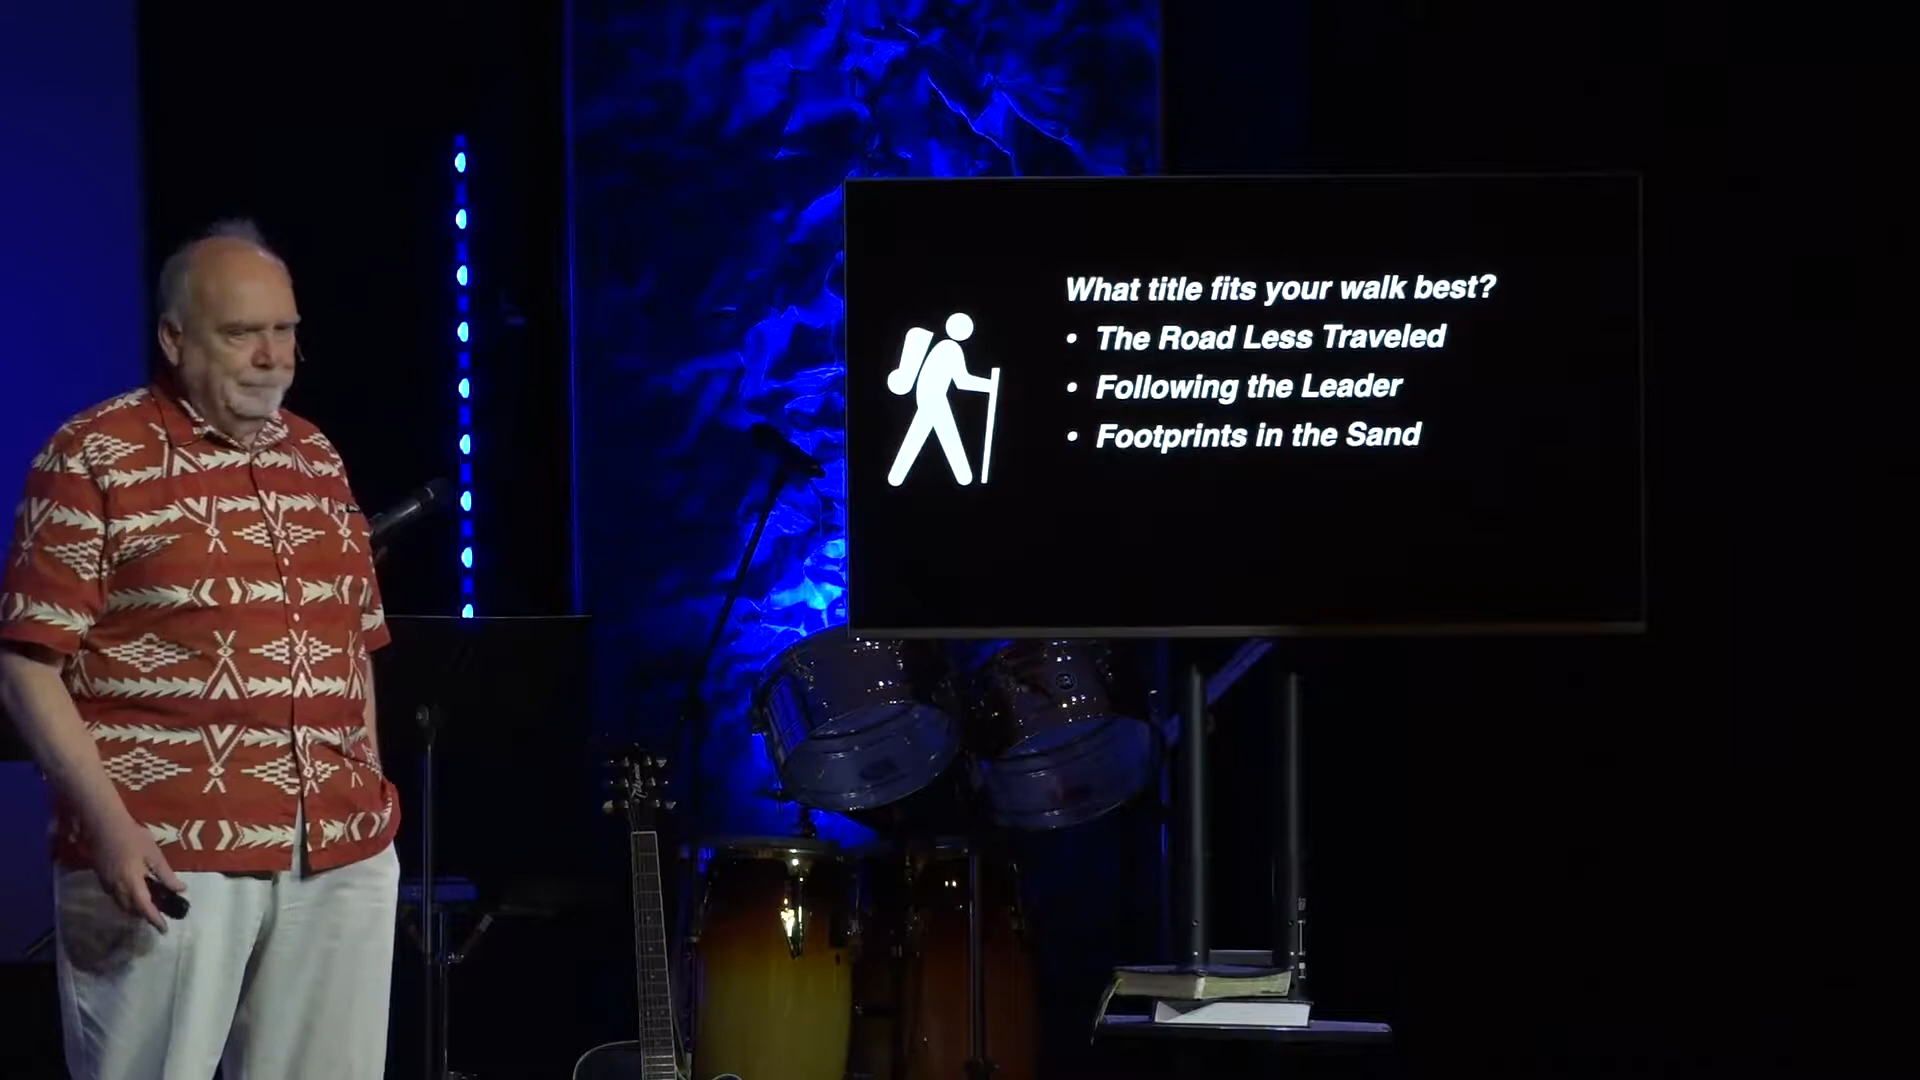 What title fits your walk best?
• The Road Less Traveled
• Following the Leader
• Footprints in the Sand